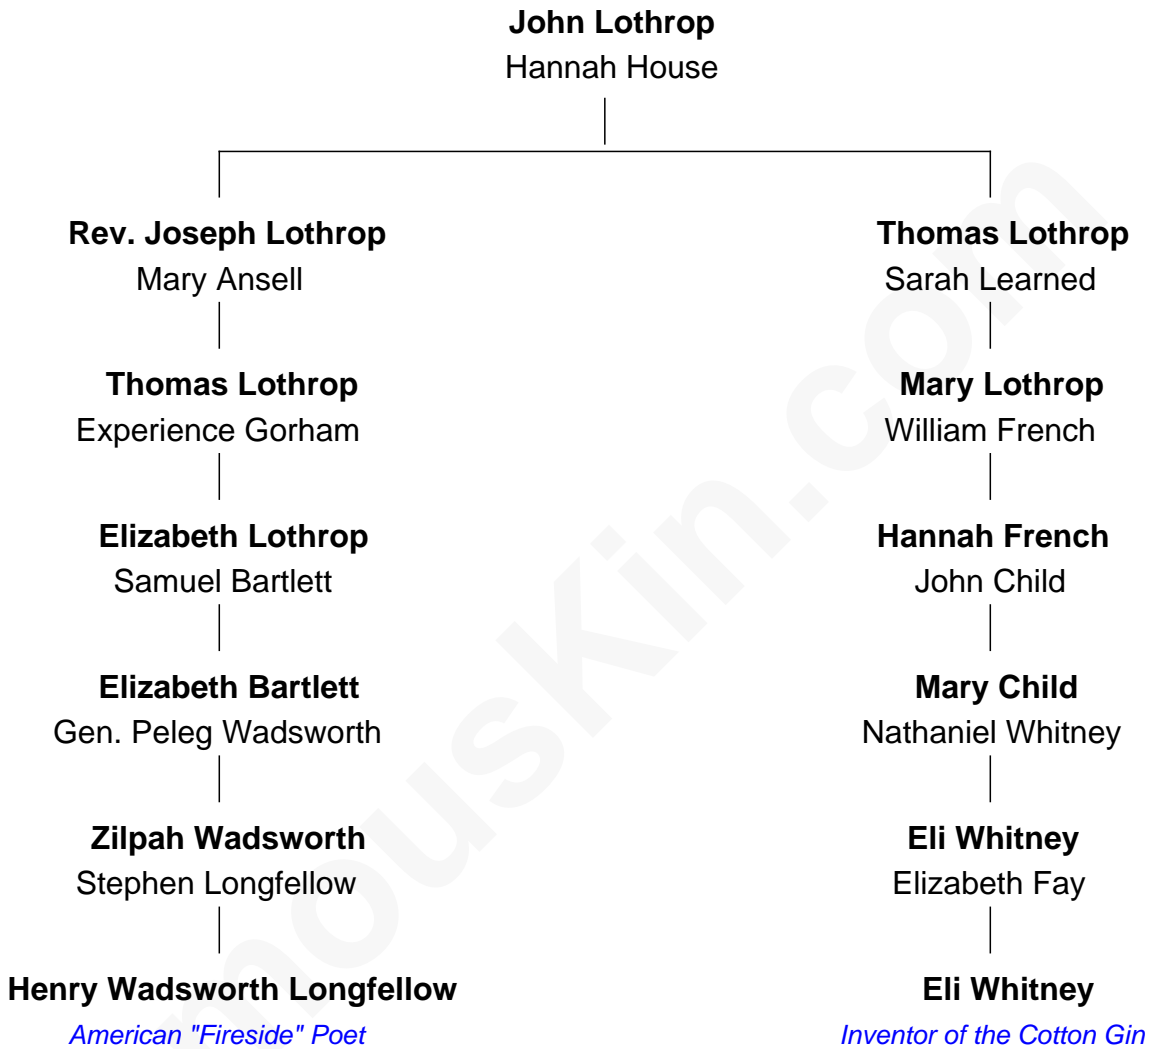 John Lothrop
Hannah House
Rev. Joseph Lothrop
Mary Ansell
Thomas Lothrop
Sarah Learned
Thomas Lothrop
Experience Gorham
Mary Lothrop
William French
Elizabeth Lothrop
Samuel Bartlett
Hannah French
John Child
Elizabeth Bartlett
Gen. Peleg Wadsworth
Mary Child
Nathaniel Whitney
Zilpah Wadsworth
Stephen Longfellow
Eli Whitney
Elizabeth Fay
Henry Wadsworth Longfellow
American "Fireside" Poet
Eli Whitney
Inventor of the Cotton Gin
mousKin.com